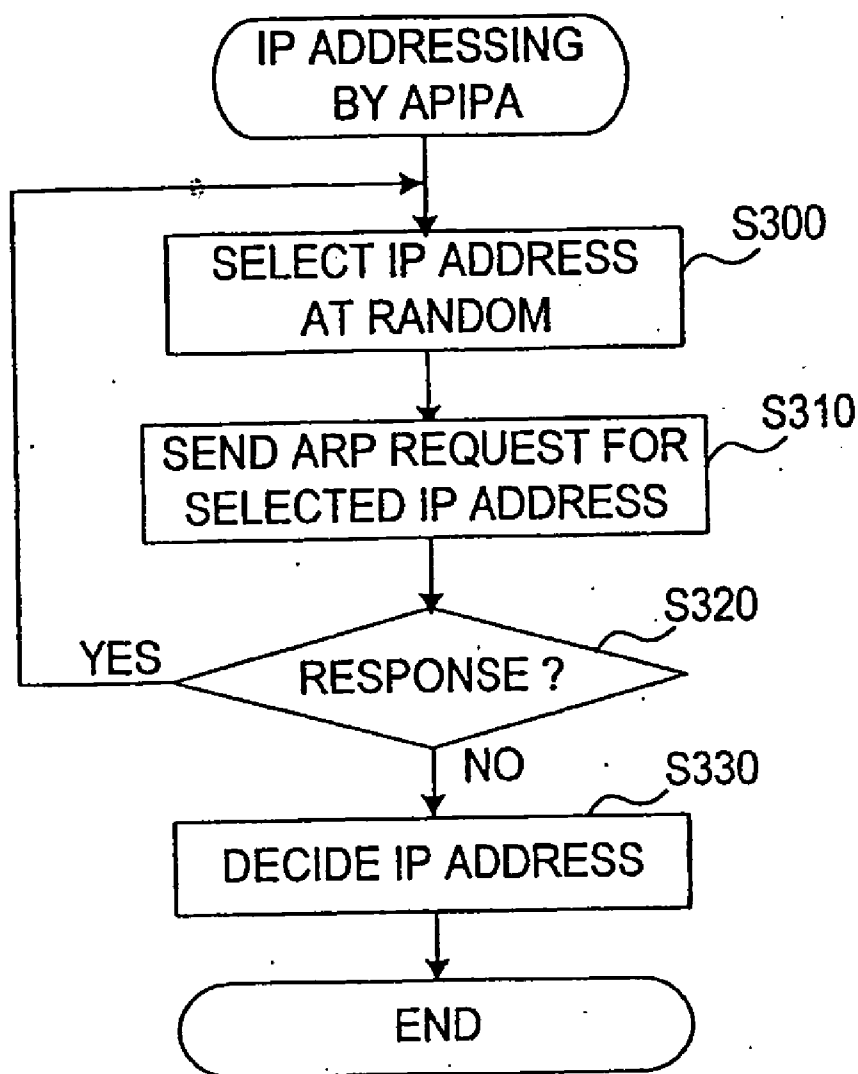 IP ADDRESSING
BY APIPA
S300
SELECT IP ADDRESS
AT RANDOM
S310
SEND ARP REQUEST FOR
SELECTED IP ADDRESS
S320
YES
RESPONSE ?
NO
S330
DECIDE IP ADDRESS
END